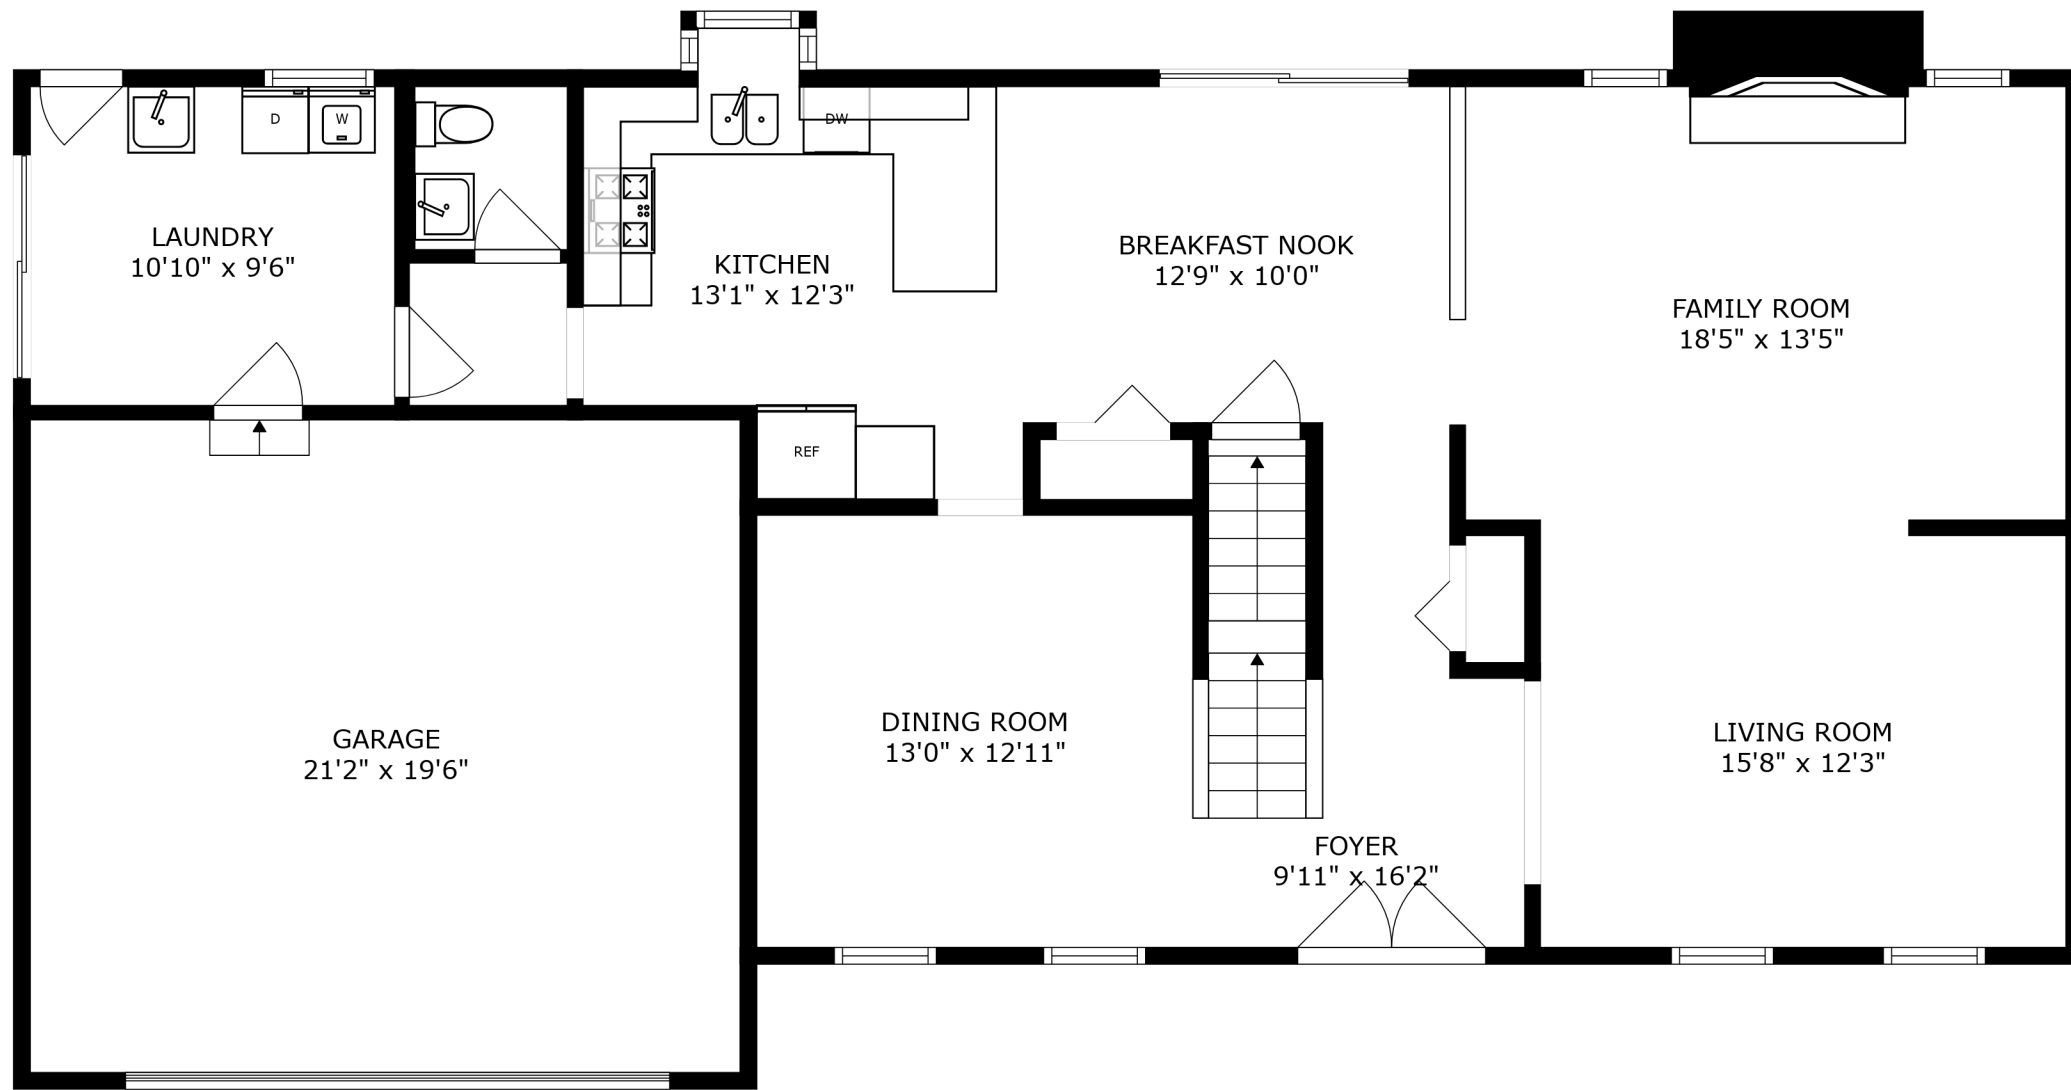 D
W
DW
LAUNDRY
10'10" x 9'6"
KITCHEN
13'1" x 12'3"
BREAKFAST NOOK
12'9" x 10'0"
FAMILY ROOM
18'5" x 13'5"
REF
GARAGE
21'2" x 19'6"
DINING ROOM
13'0" x 12'11"
LIVING ROOM
15'8" x 12'3"
FOYER
9'11" x 16'2"